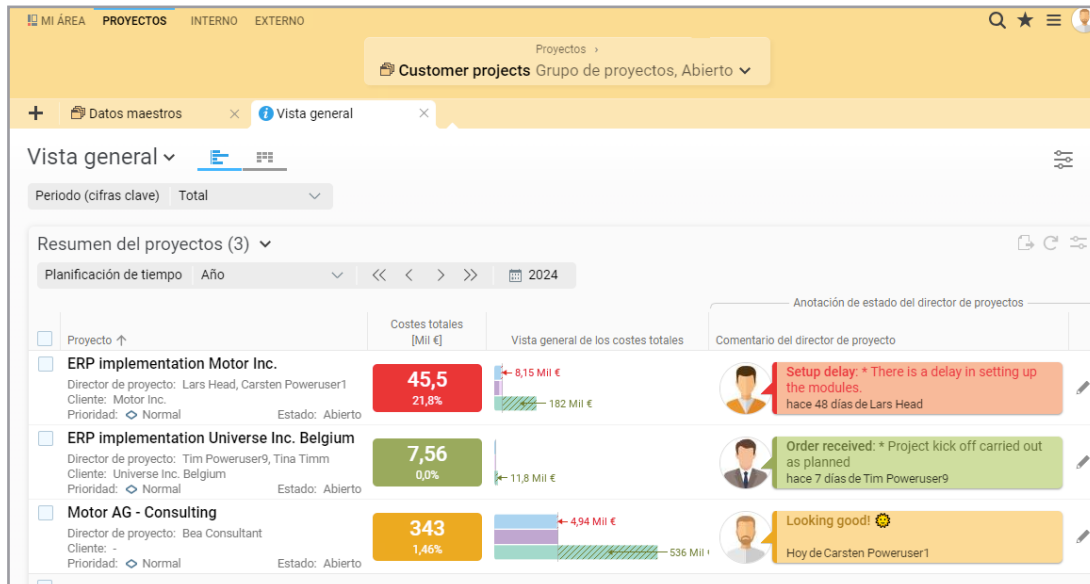 MI ÁREA PROYECTOS INTERNO EXTERNO
Proyectos ›
Customer projects Grupo de proyectos, Abierto
Datos maestros
Vista general
Vista general
Periodo (cifras clave) Total
Resumen del proyectos (3)
Planificación de tiempo Año 2024
Anotación de estado del director de proyectos
Proyecto
Costes totales
[Mil €]
Vista general de los costes totales
Comentario del director de proyecto
ERP implementation Motor Inc.
Director de proyecto: Lars Head, Carsten Poweruser1
Cliente: Motor Inc.
Prioridad: Normal Estado: Abierto
45,5
21,8%
8,15 Mil €
182 Mil €
Setup delay: * There is a delay in setting up
the modules.
hace 48 días de Lars Head
ERP implementation Universe Inc. Belgium
Director de proyecto: Tim Poweruser9, Tina Timm
Cliente: Universe Inc. Belgium
Prioridad: Normal Estado: Abierto
7,56
0,0%
11,8 Mil €
Order received: * Project kick off carried out
as planned
hace 7 días de Tim Poweruser9
Motor AG - Consulting
Director de proyecto: Bea Consultant
Cliente: -
Prioridad: Normal Estado: Abierto
343
1,46%
4,94 Mil €
536 Mil
Looking good!
Hoy de Carsten Poweruser1